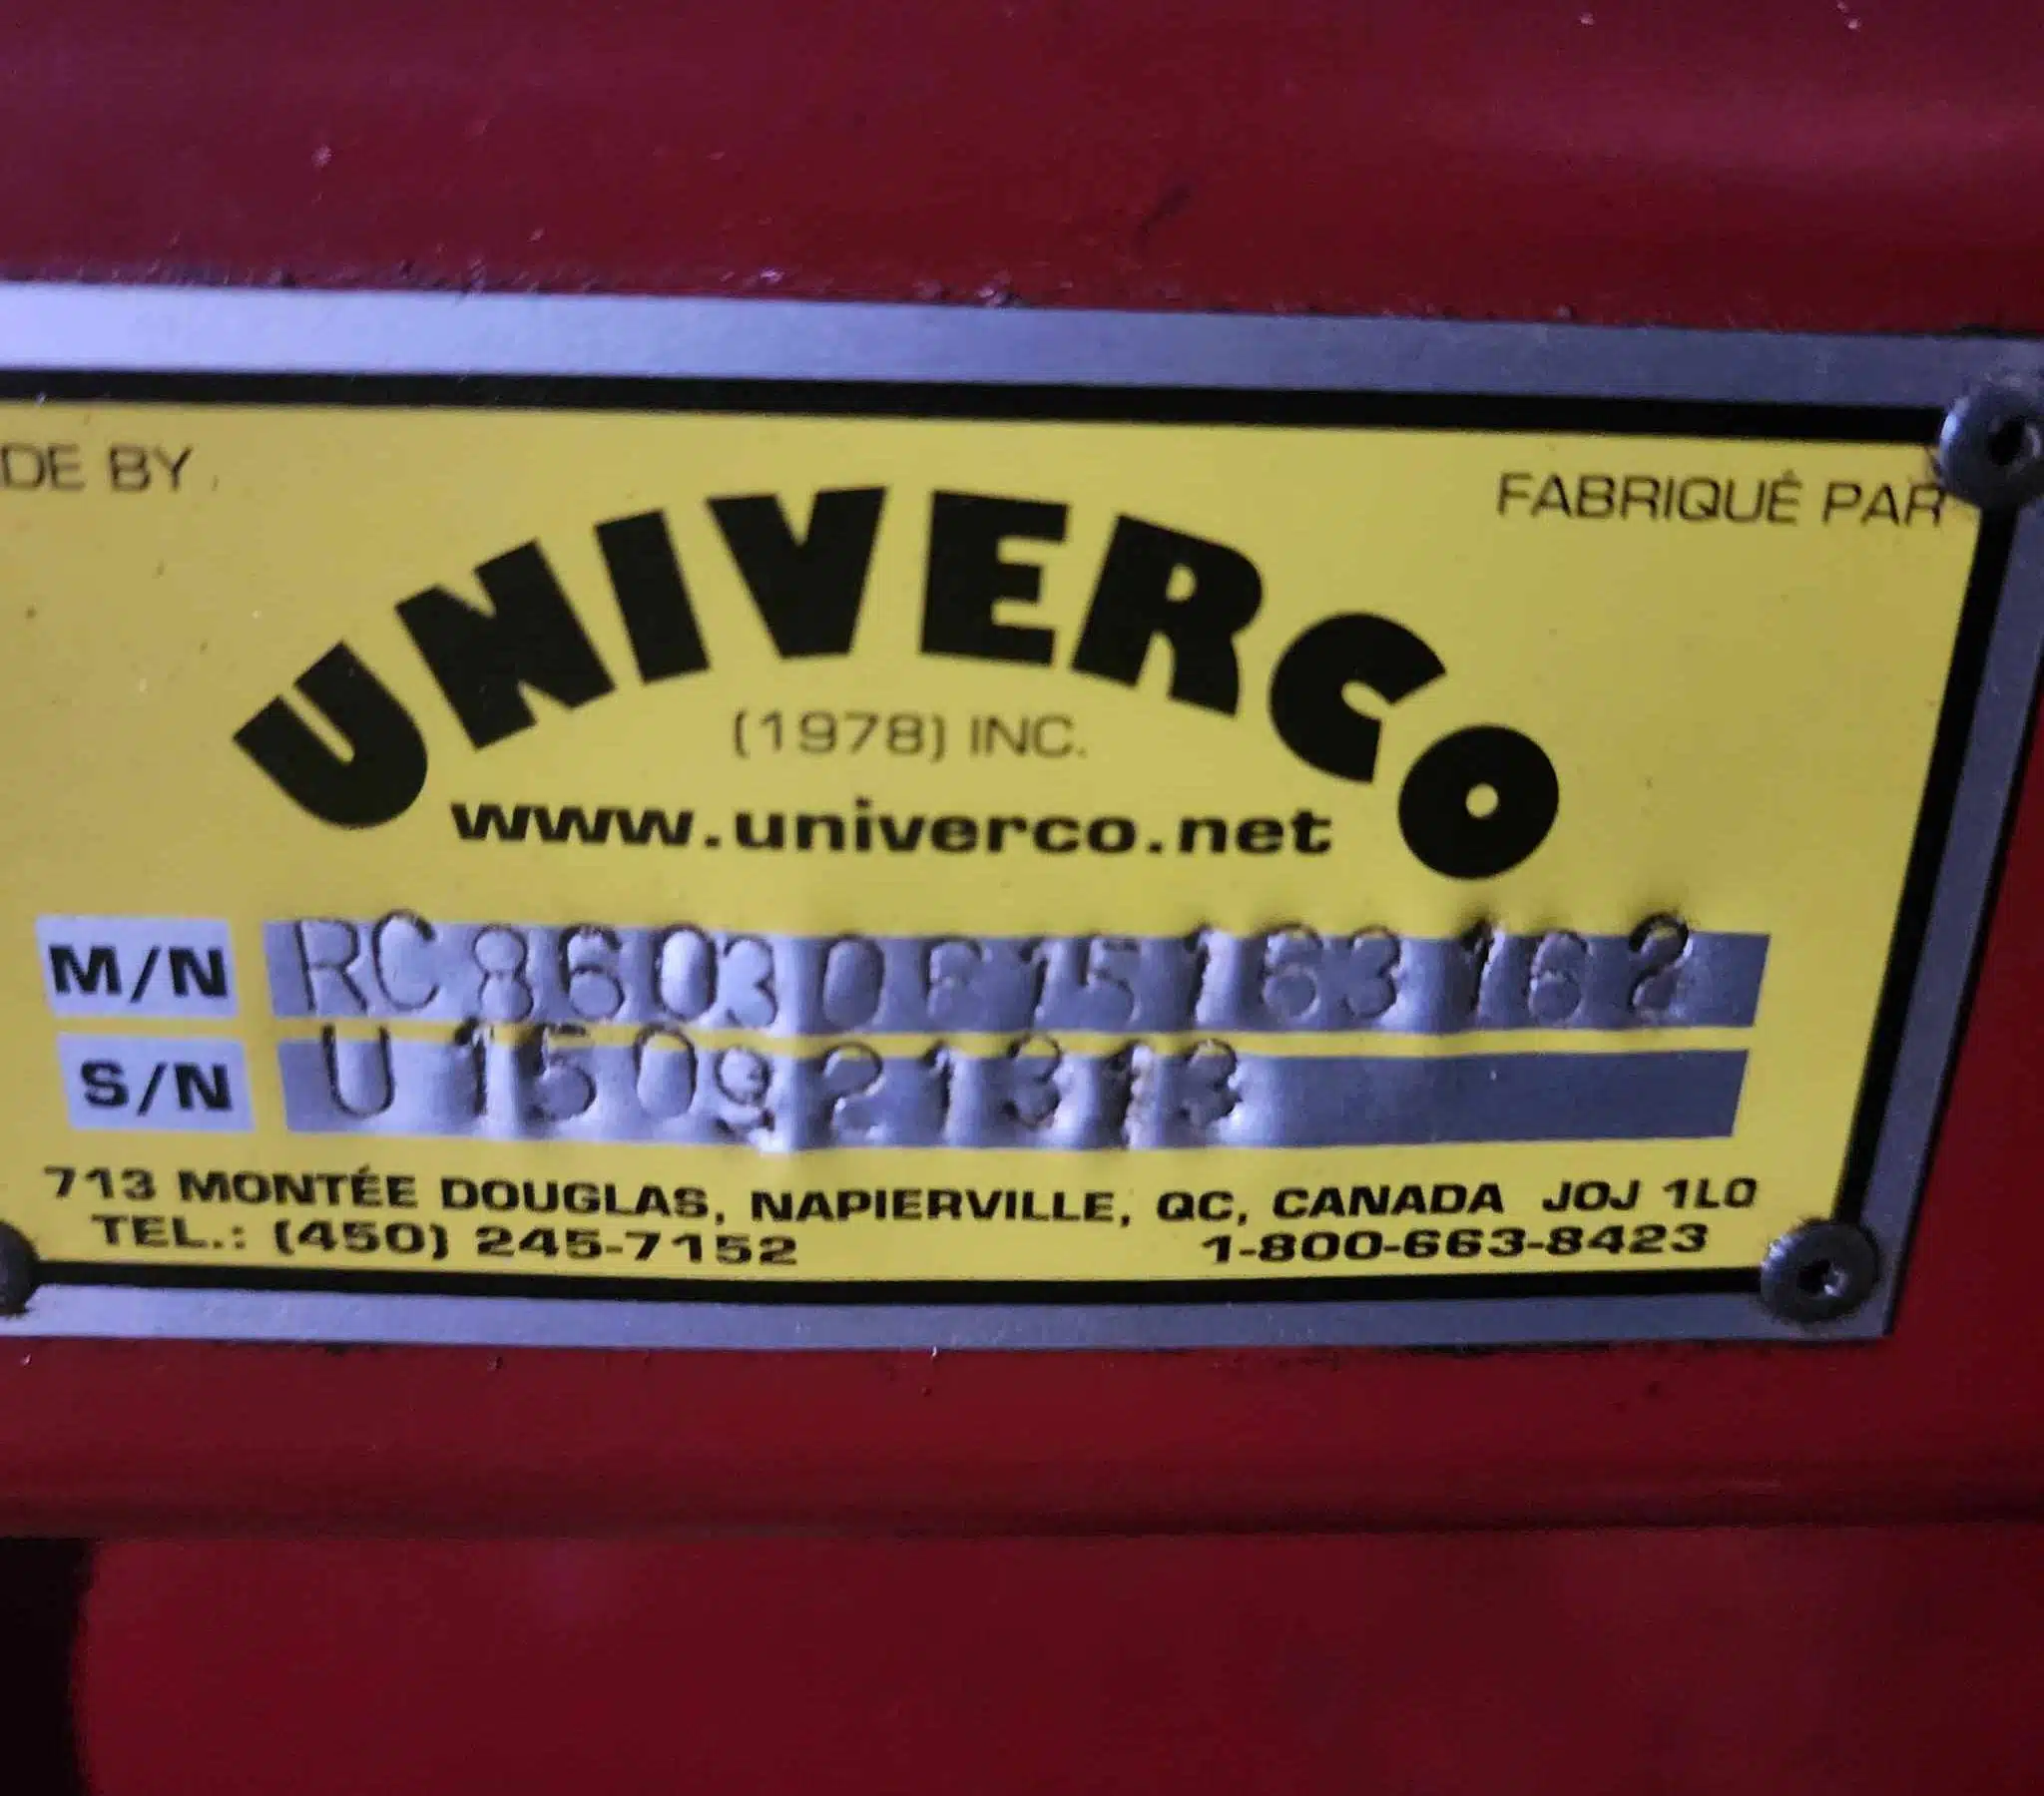 DE BY
FABRIQUÉ PAR
UNIVERCO
(1978) INC.
www.univerco.net
M/N
S/N U150921313
713 MONTÉE DOUGLAS, NAPIERVILLE, QC, CANADA J0J 1L0
TEL.: (450) 245-7152 1-800-663-8423